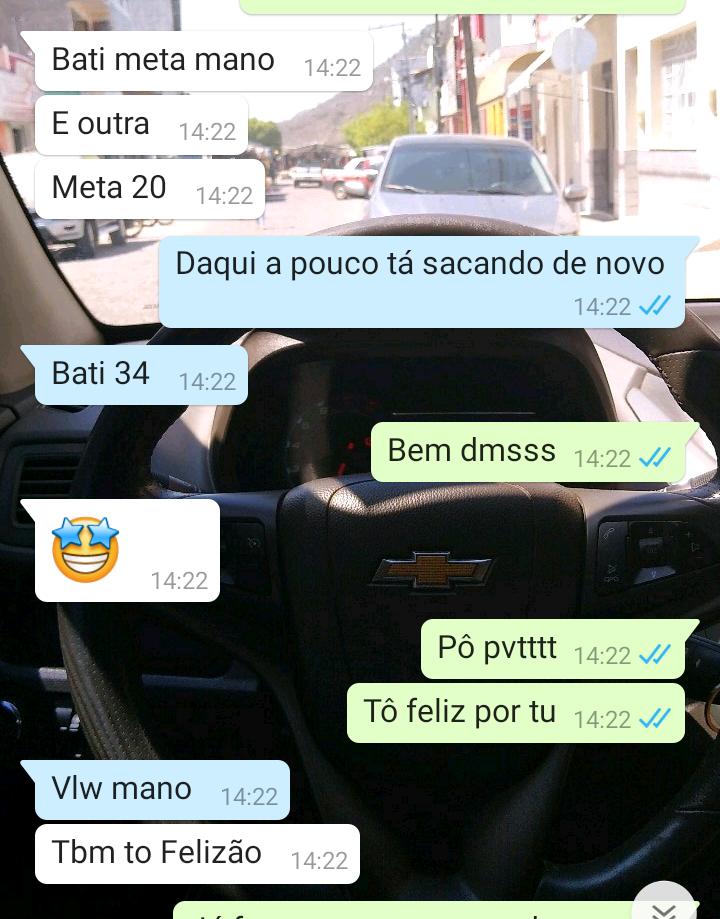 Bati meta mano 14:22
E outra 14:22
Meta 20 14:22
Daqui a pouco tá sacando de novo
14:22
Bati 34 14:22
Bem dmsss 14:22
14:22
Pô pvtttt 14:22
Tô feliz por tu 14:22
Vlw mano 14:22
Tbm to Felizão 14:22